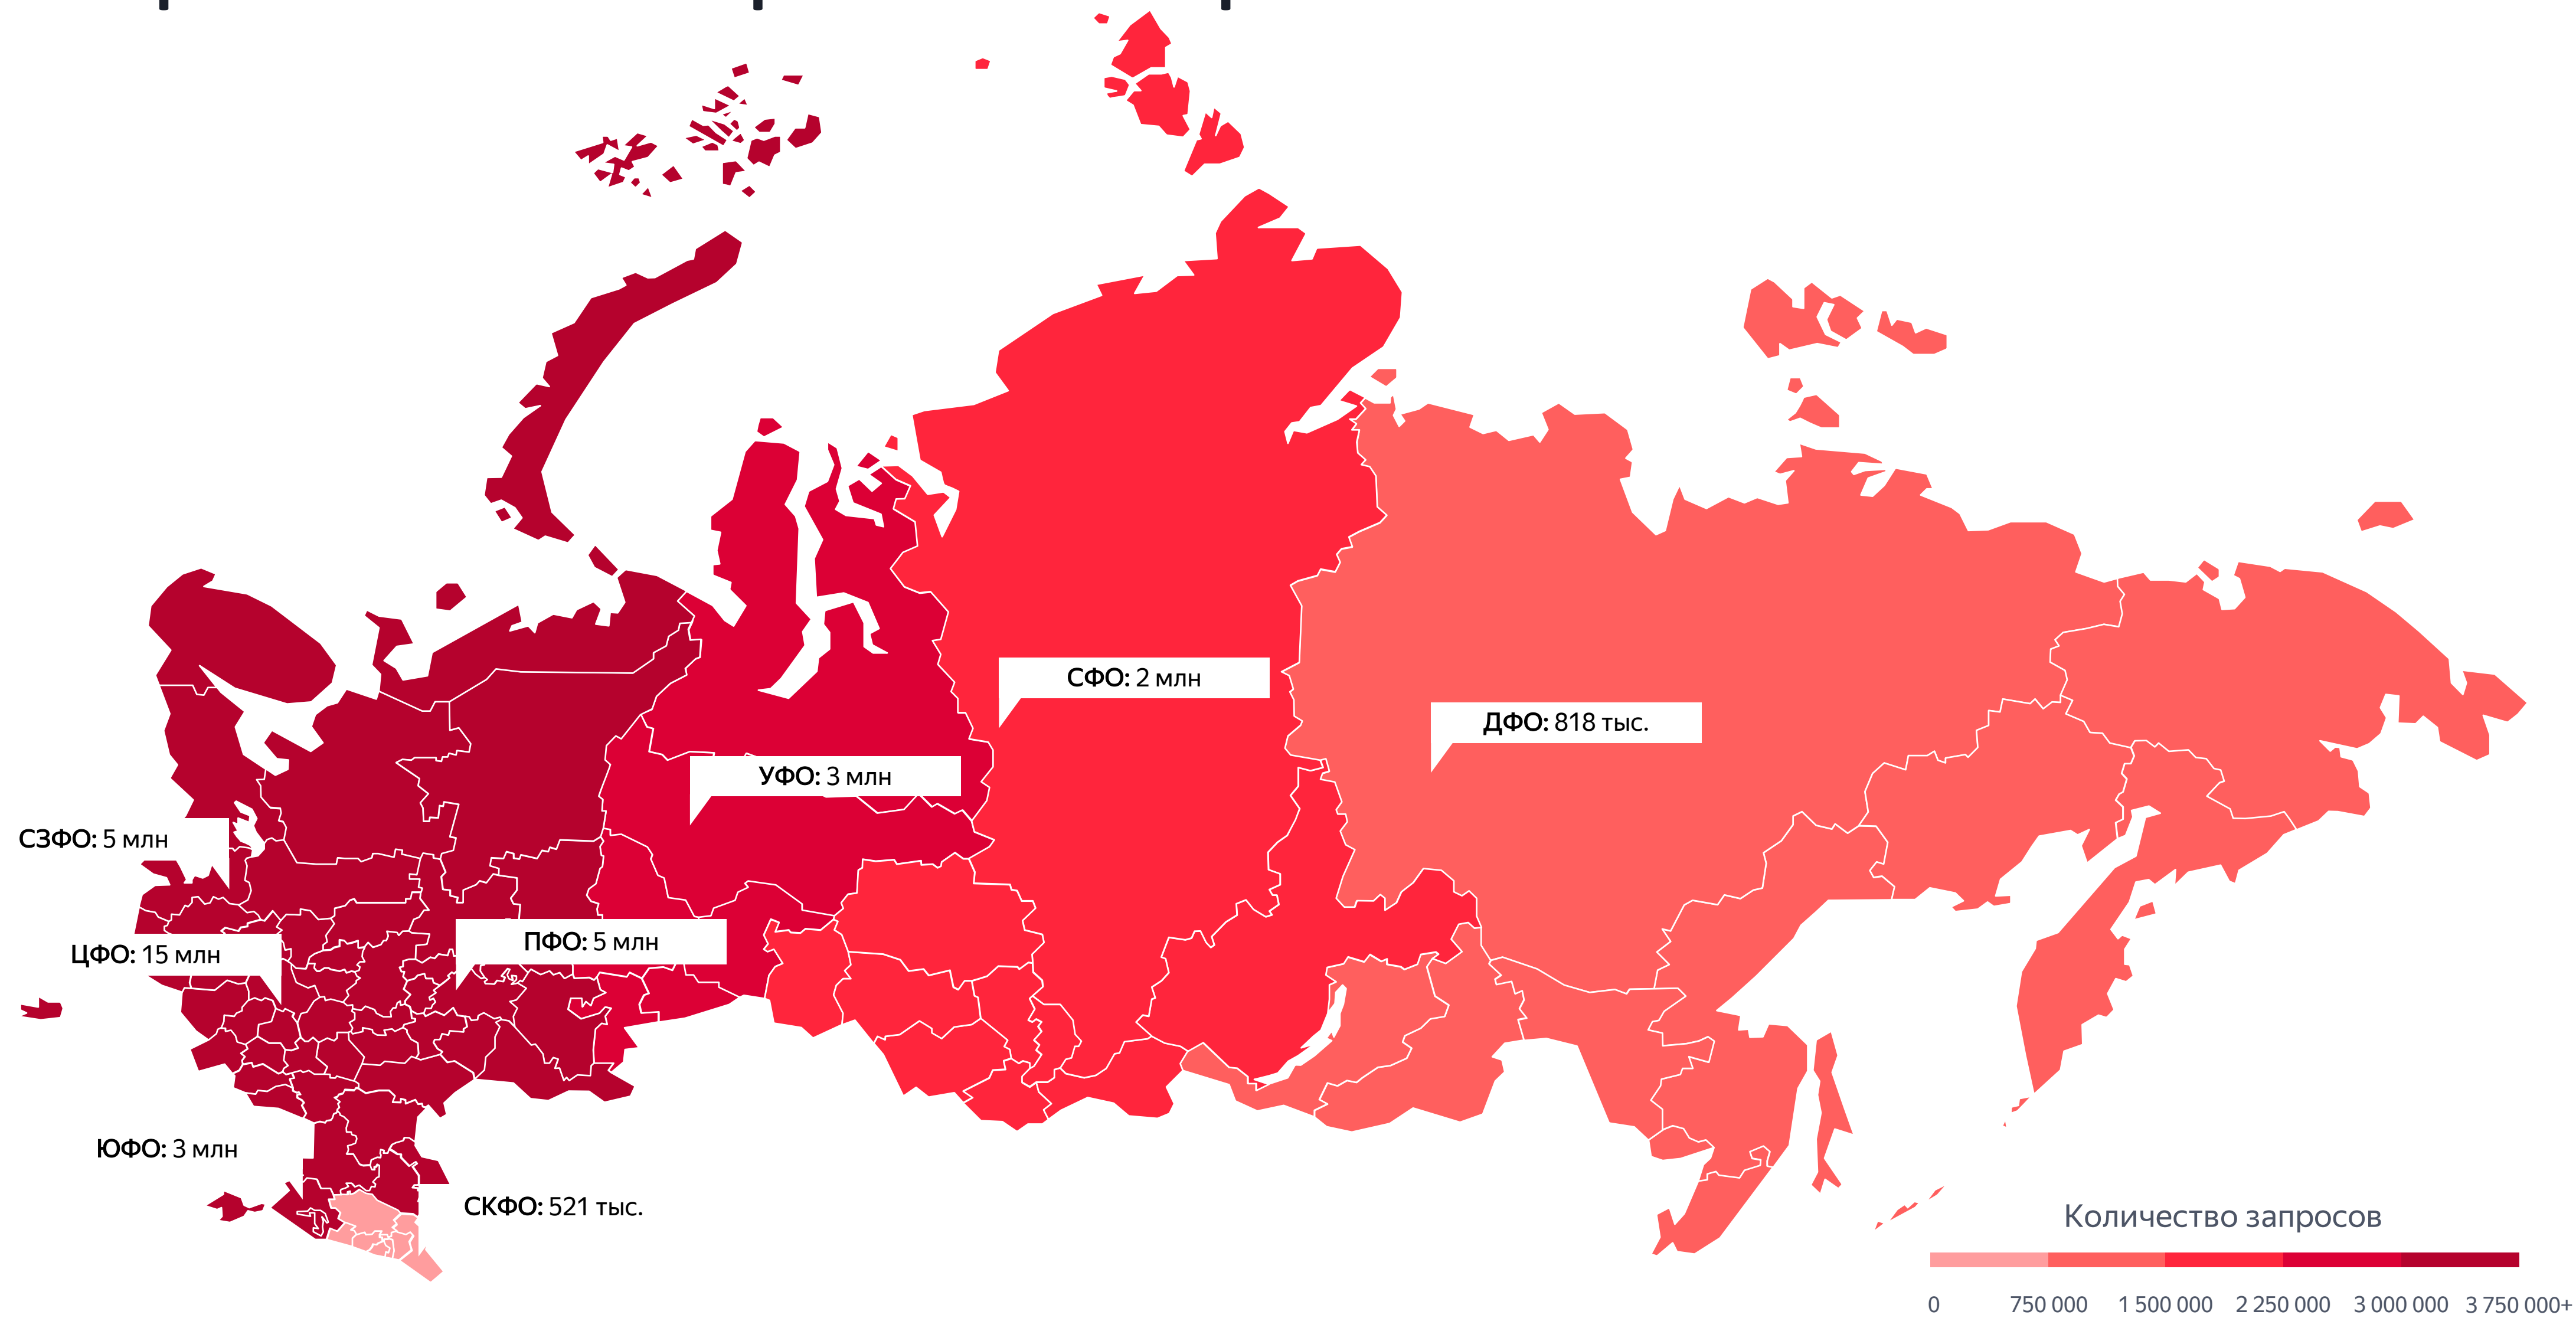 СФО: 2 млн
ДФО: 818 тыс.
УФО: 3 млн
СЗФО: 5 млн
ПФО: 5 млн
ЦФО: 15 млн
ЮФО: 3 млн
СКФО: 521 тыс.
Количество запросов
0 750 000 1 500 000 2 250 000 3 000 000 3 750 000+